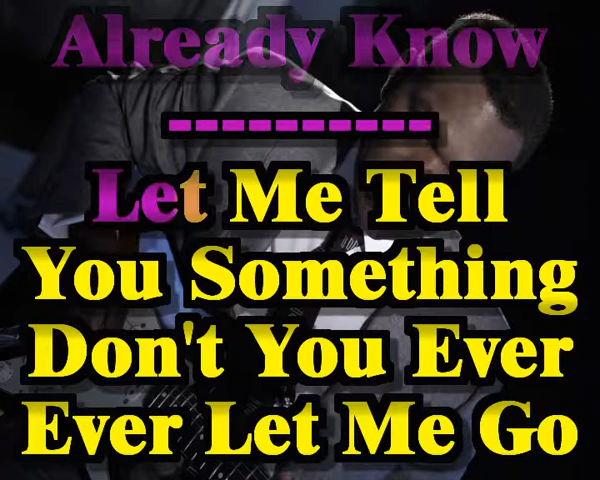 Already Know
----------
Let Me Tell
You Something
Don't You Ever
Ever Let Me Go